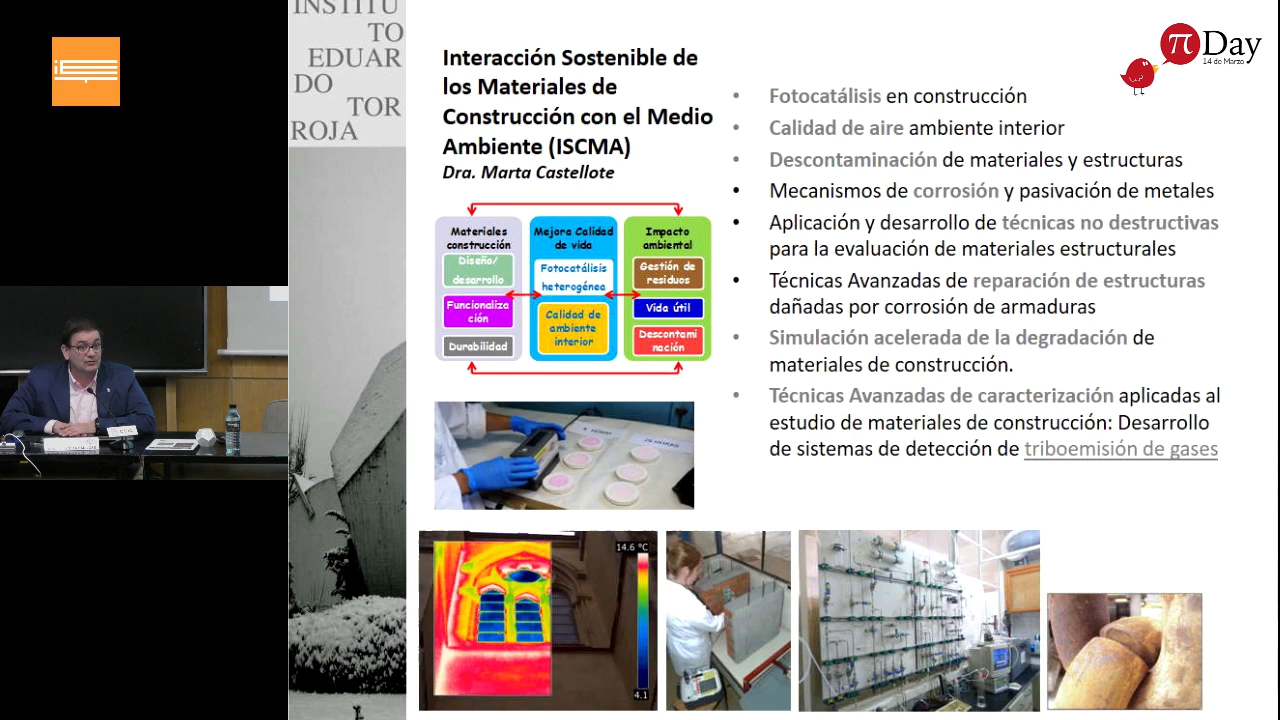 INSTITU
TO
EDUAR
DO
TOR
ROJA
Interacción Sostenible de
los Materiales de
Construcción con el Medio
Ambiente (ISCMA)
Dra. Marta Castellote
π Day
14 de Marzo
• Fotocatálisis en construcción
• Calidad de aire ambiente interior
• Descontaminación de materiales y estructuras
• Mecanismos de corrosión y pasivación de metales
• Aplicación y desarrollo de técnicas no destructivas
para la evaluación de materiales estructurales
• Técnicas Avanzadas de reparación de estructuras
dañadas por corrosión de armaduras
• Simulación acelerada de la degradación de
materiales de construcción.
• Técnicas Avanzadas de caracterización aplicadas al
estudio de materiales de construcción: Desarrollo
de sistemas de detección de triboemisión de gases
Materiales
construcción
Diseño/
desarrollo
Funcionaliza
ción
Durabilidad
Mejora Calidad
de vida
Fotocatálisis
heterogénea
Calidad de
ambiente
interior
Impacto
ambiental
Gestión de
residuos
Vida útil
Descontami
nación
14.6 °C
4.1